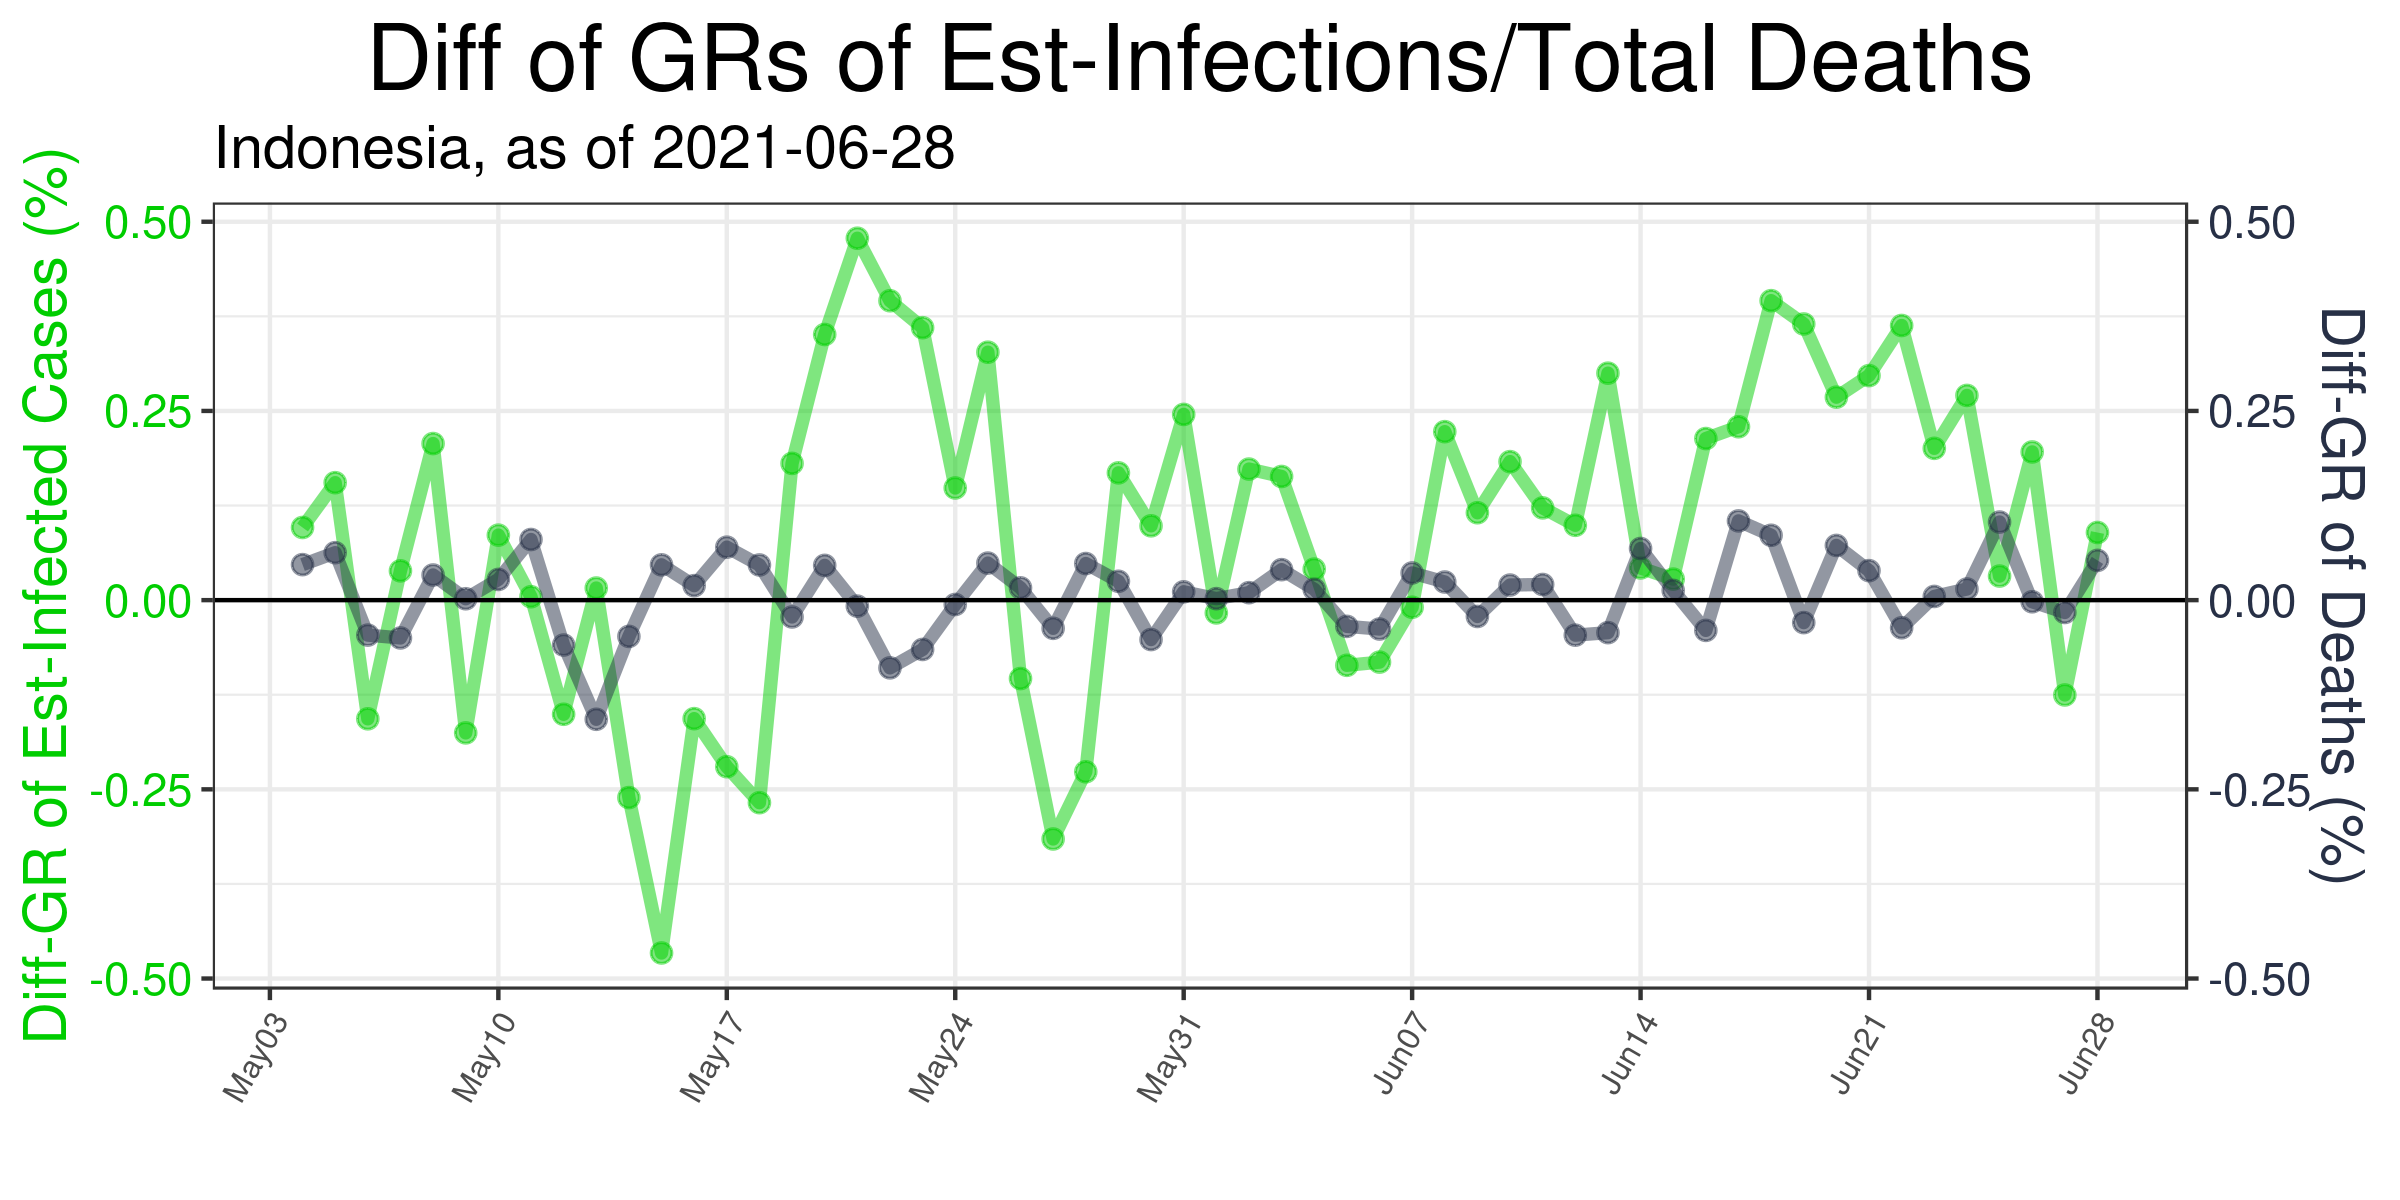 Diff of GRs of Est-Infections/Total Deaths
Indonesia, as of 2021-06-28
Diff-GR of Est-Infected Cases (%)
0.50
0.25
0.00
-0.25
-0.50
0.50
0.25
0.00
-0.25
-0.50
Diff-GR of Deaths (%)
May03
May10
May17
May24
May31
Jun07
Jun14
Jun21
Jun28